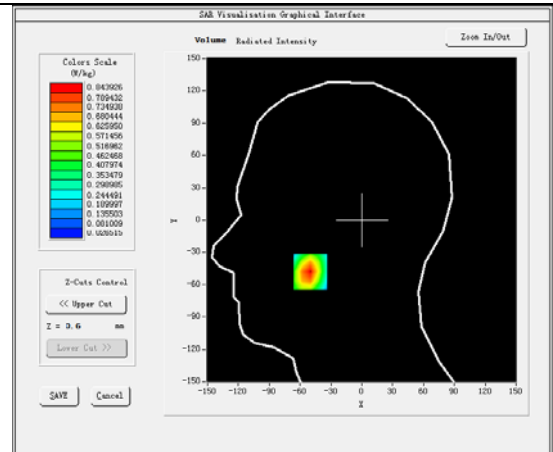 SAR Visualisation Graphical Interface
Volume Radiated Intensity
Zoom In/Out
Colors Scale
(W/kg)
0.843926
0.789432
0.734938
0.680444
0.625950
0.571456
0.516962
0.462468
0.407974
0.353479
0.298985
0.244491
0.189997
0.135503
0.081009
0.026515
150
120
90
60
30
0
-30
-60
-90
-120
-150
Y
-150 -120 -90 -60 -30 0 30 60 90 120 150
X
Z-Cuts Control
<< Upper Cut
Z = 3.6 mm
Lower Cut >>
SAVE Cancel